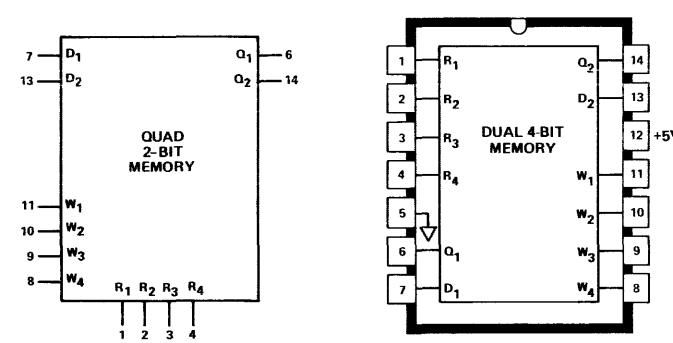 7 D1 Q1 6
13 D2 Q2 14
QUAD
2-BIT
MEMORY
11 W1
10 W2
9 W3
8 W4
R1 R2 R3 R4
1 2 3 4
1 R1 Q2 14
2 R2 D2 13
3 R3 DUAL 4-BIT MEMORY 12 +5V
4 R4 W1 11
5 W2 10
6 Q1 W3 9
7 D1 W4 8